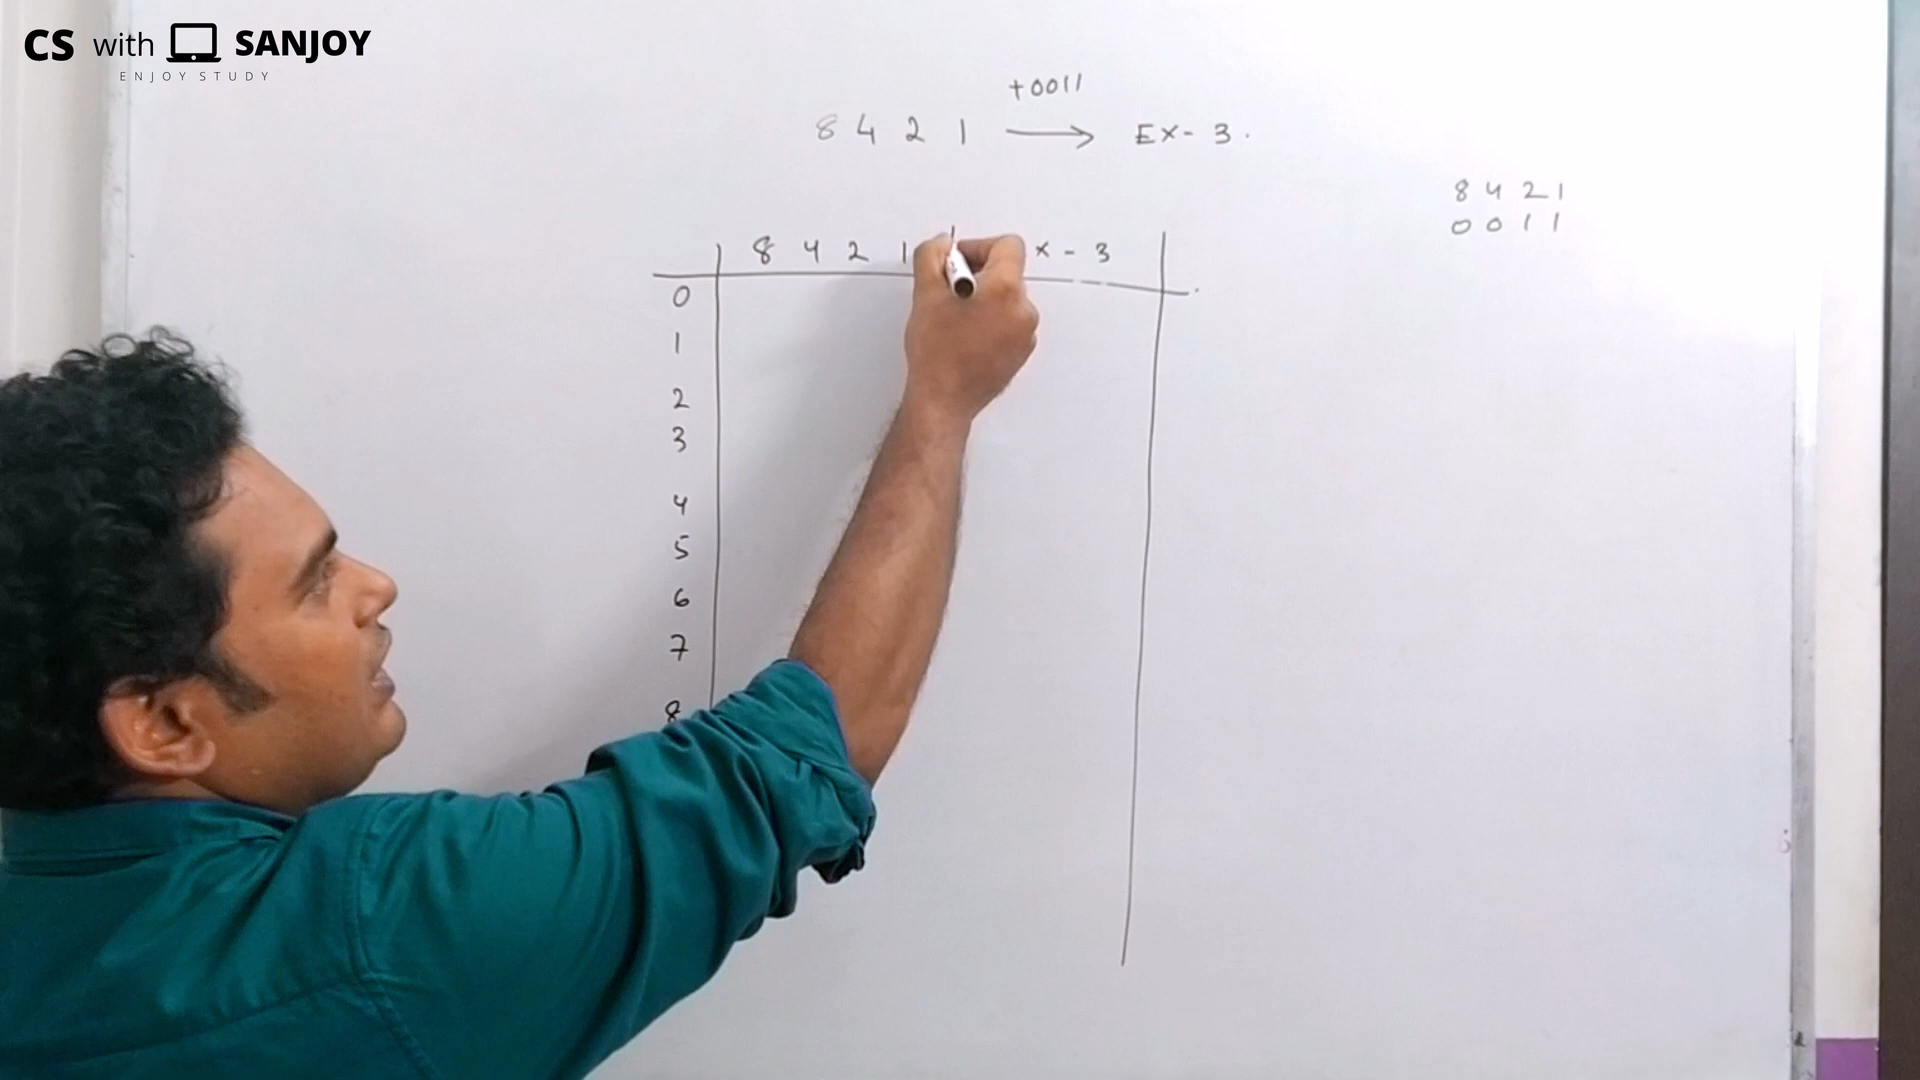 CS with SANJOY
ENJOY STUDY
+0011
8 4 2 1 → EX-3.
8 4 2 1
0 0 1 1
8 4 2 1 x-3
0
1
2
3
4
5
6
7
8